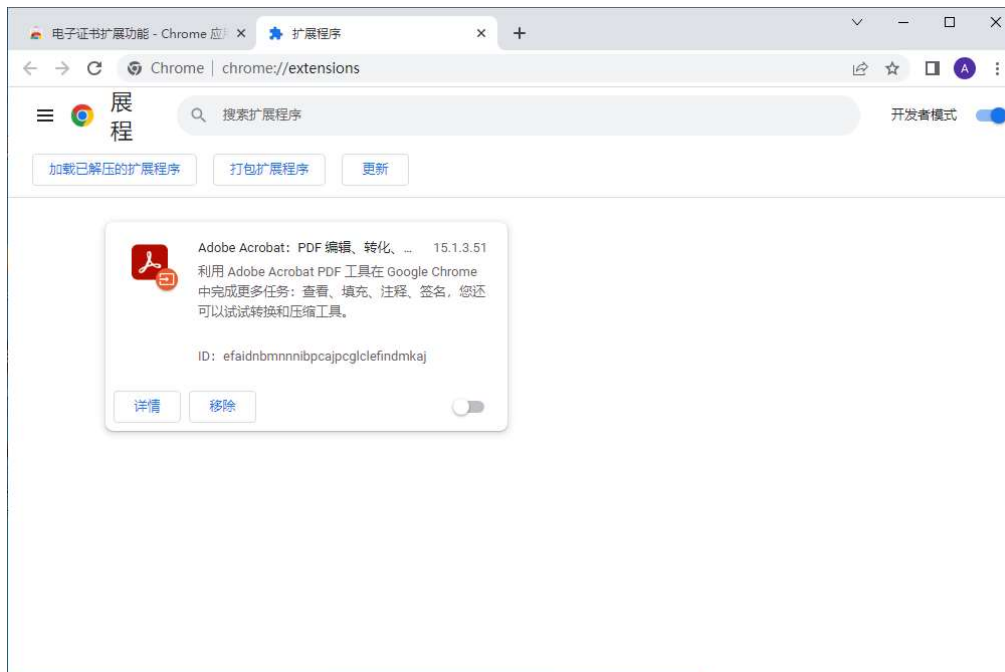 电子证书扩展功能 - Chrome 应
扩展程序
Chrome | chrome://extensions
A
展
程
搜索扩展程序
开发者模式
加载已解压的扩展程序
打包扩展程序
更新
Adobe Acrobat：PDF 编辑、转化、... 15.1.3.51
利用 Adobe Acrobat PDF 工具在 Google Chrome
中完成更多任务：查看、填充、注释、签名，您还
可以试试转换和压缩工具。
ID：efaidnbmnnnibpcajpcglclefindmkaj
详情
移除